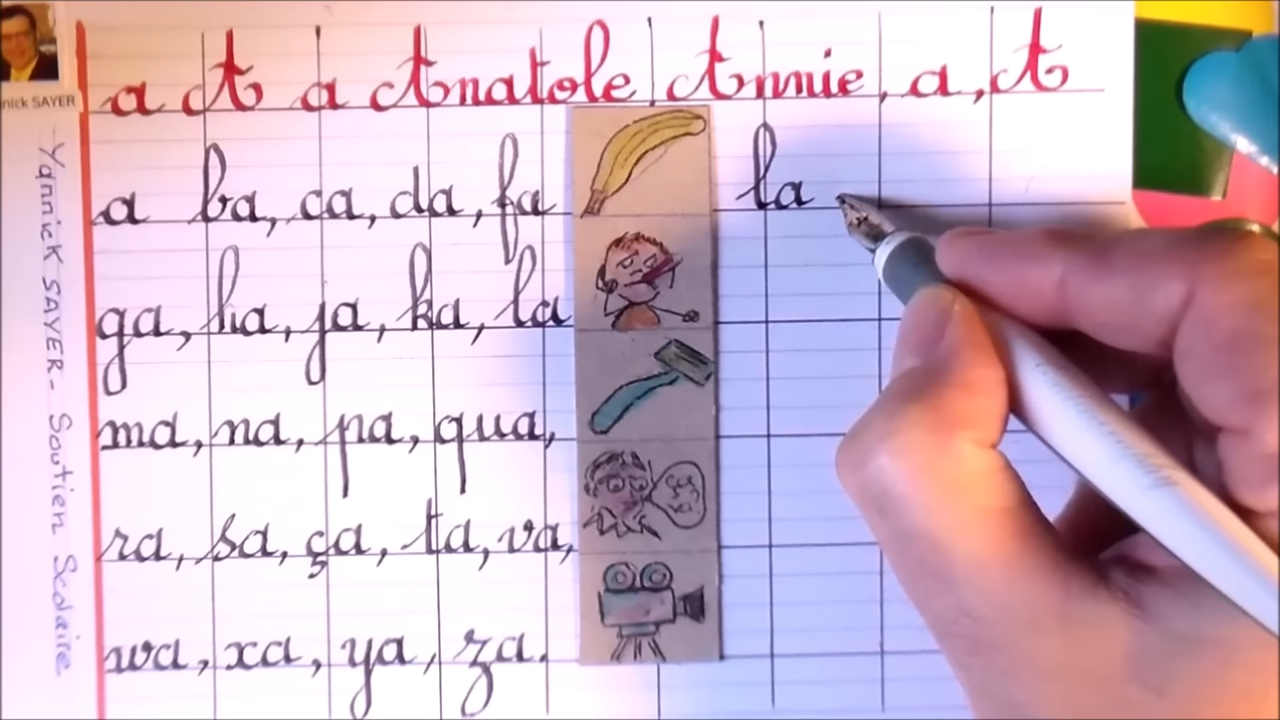 a A a Anatole Annie, a, A
a ba, ca, da, fa
la
ga, ha, ja, ka, la
ma, na, pa, qua,
ra, sa, ça, ta, va,
wa, xa, ya, za.
nick SAYER
Yannick SAYER - Soutien Scolaire